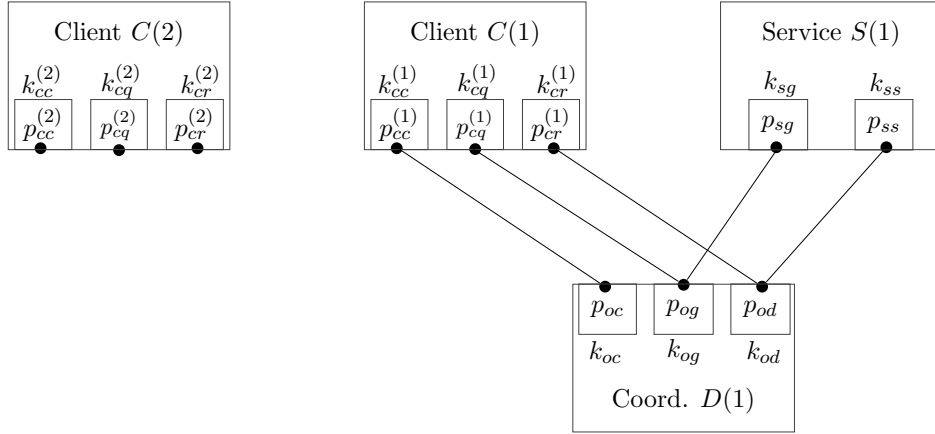 Client C(2) Client C(1) Service S(1)
k_{cc}^{(2)} k_{cq}^{(2)} k_{cr}^{(2)} k_{cc}^{(1)} k_{cq}^{(1)} k_{cr}^{(1)} k_{sg} k_{ss}
p_{cc}^{(2)} p_{cq}^{(2)} p_{cr}^{(2)} p_{cc}^{(1)} p_{cq}^{(1)} p_{cr}^{(1)} p_{sg} p_{ss}
p_{oc} p_{og} p_{od}
k_{oc} k_{og} k_{od}
Coord. D(1)